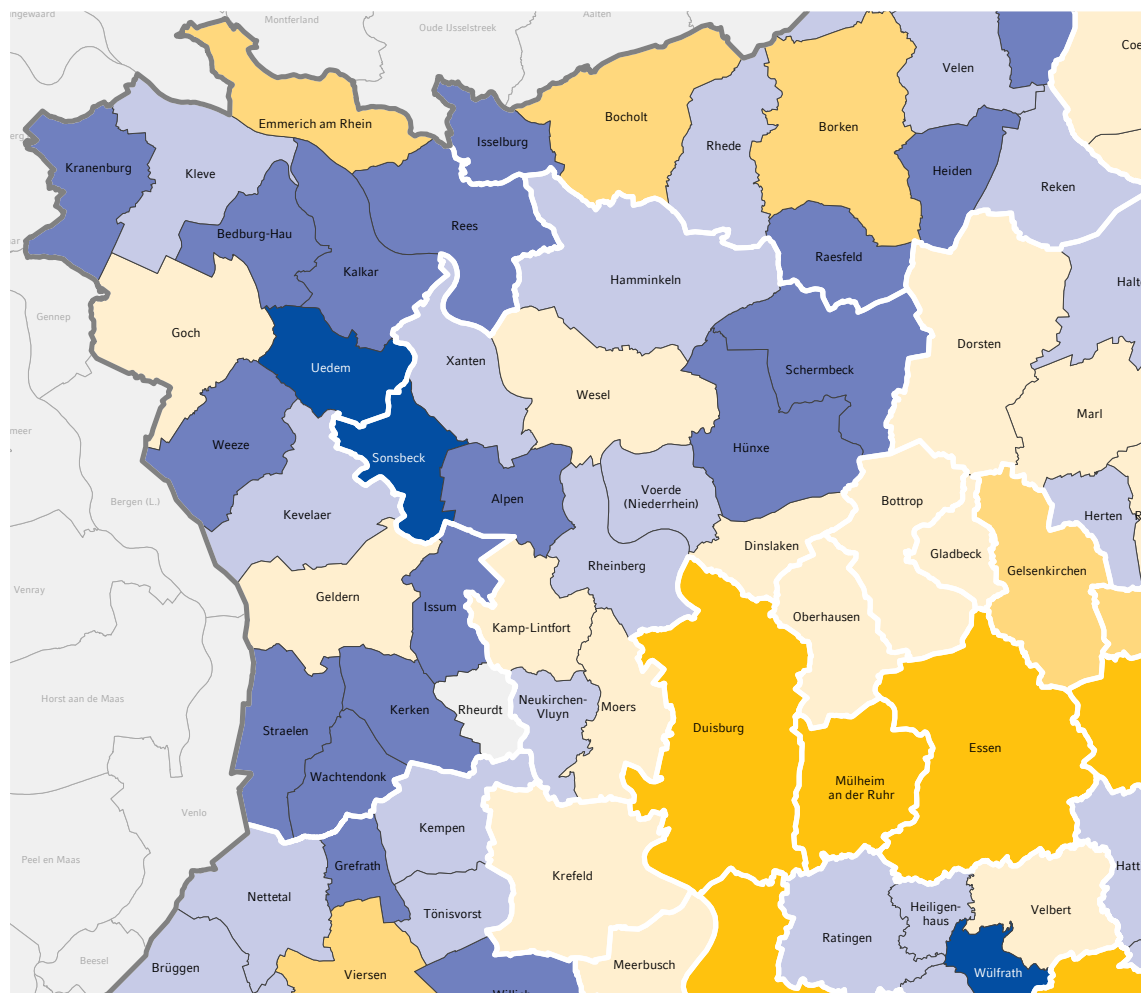 Montferland
Oude IJsselstreek
Aalten
Coe
Velen
Emmerich am Rhein
Bocholt
Borken
Isselburg
Rhede
Kranenburg
Kleve
Heiden
Reken
Rees
Bedburg-Hau
Raesfeld
Kalkar
Hamminkeln
Halt
Gennep
Goch
Dorsten
Xanten
Uedem
Schermbeck
Wesel
Marl
meer
Weeze
Hünxe
Sonsbeck
Voerde
(Niederrhein)
Alpen
Bergen (L.)
Bottrop
Kevelaer
Herten
Dinslaken
Gladbeck
Rheinberg
Gelsenkirchen
Venray
Geldern
Issum
Oberhausen
Kamp-Lintfort
Horst aan de Maas
Neukirchen-
Vluyn
Rheurdt
Kerken
Moers
Straelen
Duisburg
Essen
Wachtendonk
Mülheim
an der Ruhr
Venlo
Kempen
Peel en Maas
Grefrath
Krefeld
Hatt
Nettetal
Tönisvorst
Heiligen-
haus
Velbert
Ratingen
Beesel
Brüggen
Viersen
Meerbusch
Wülfrath